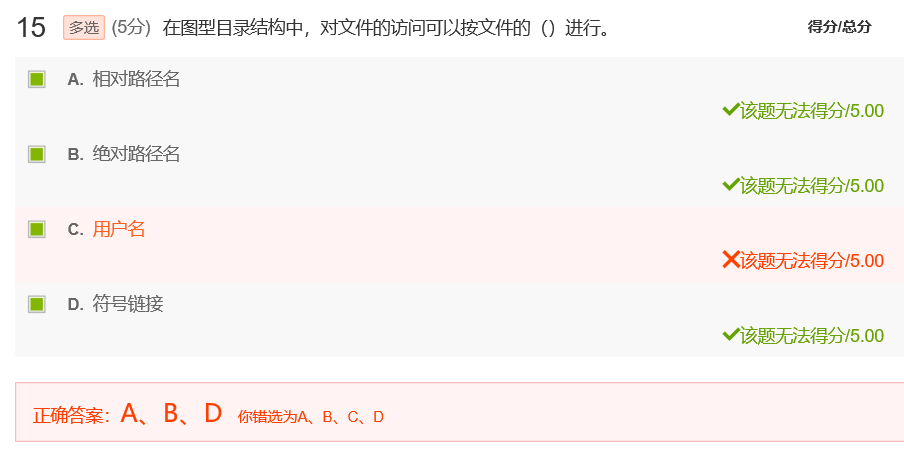 15 多选 (5分) 在图型目录结构中，对文件的访问可以按文件的（）进行。 得分/总分
A. 相对路径名
该题无法得分/5.00
B. 绝对路径名
该题无法得分/5.00
C. 用户名
该题无法得分/5.00
D. 符号链接
该题无法得分/5.00
正确答案：A、B、D 你错选为A、B、C、D